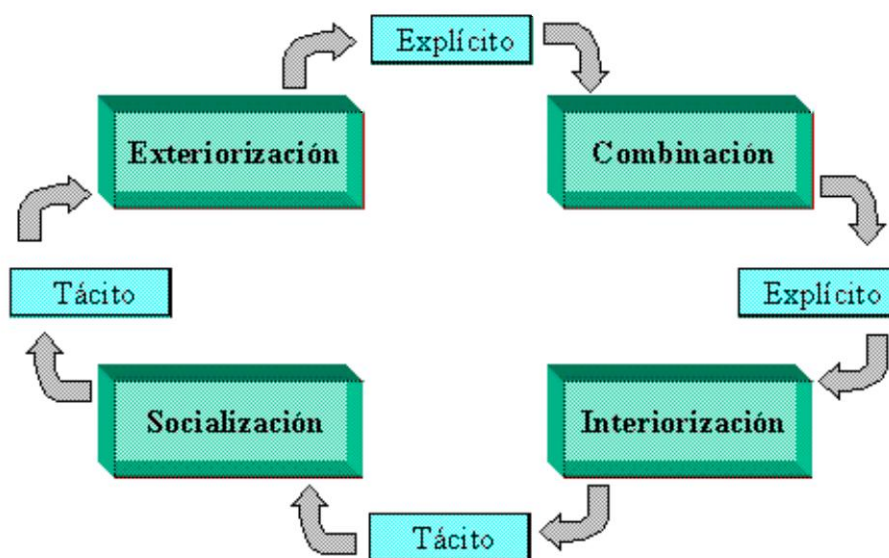 Explícito
Exteriorización
Combinación
Tácito
Explícito
Socialización
Interiorización
Tácito